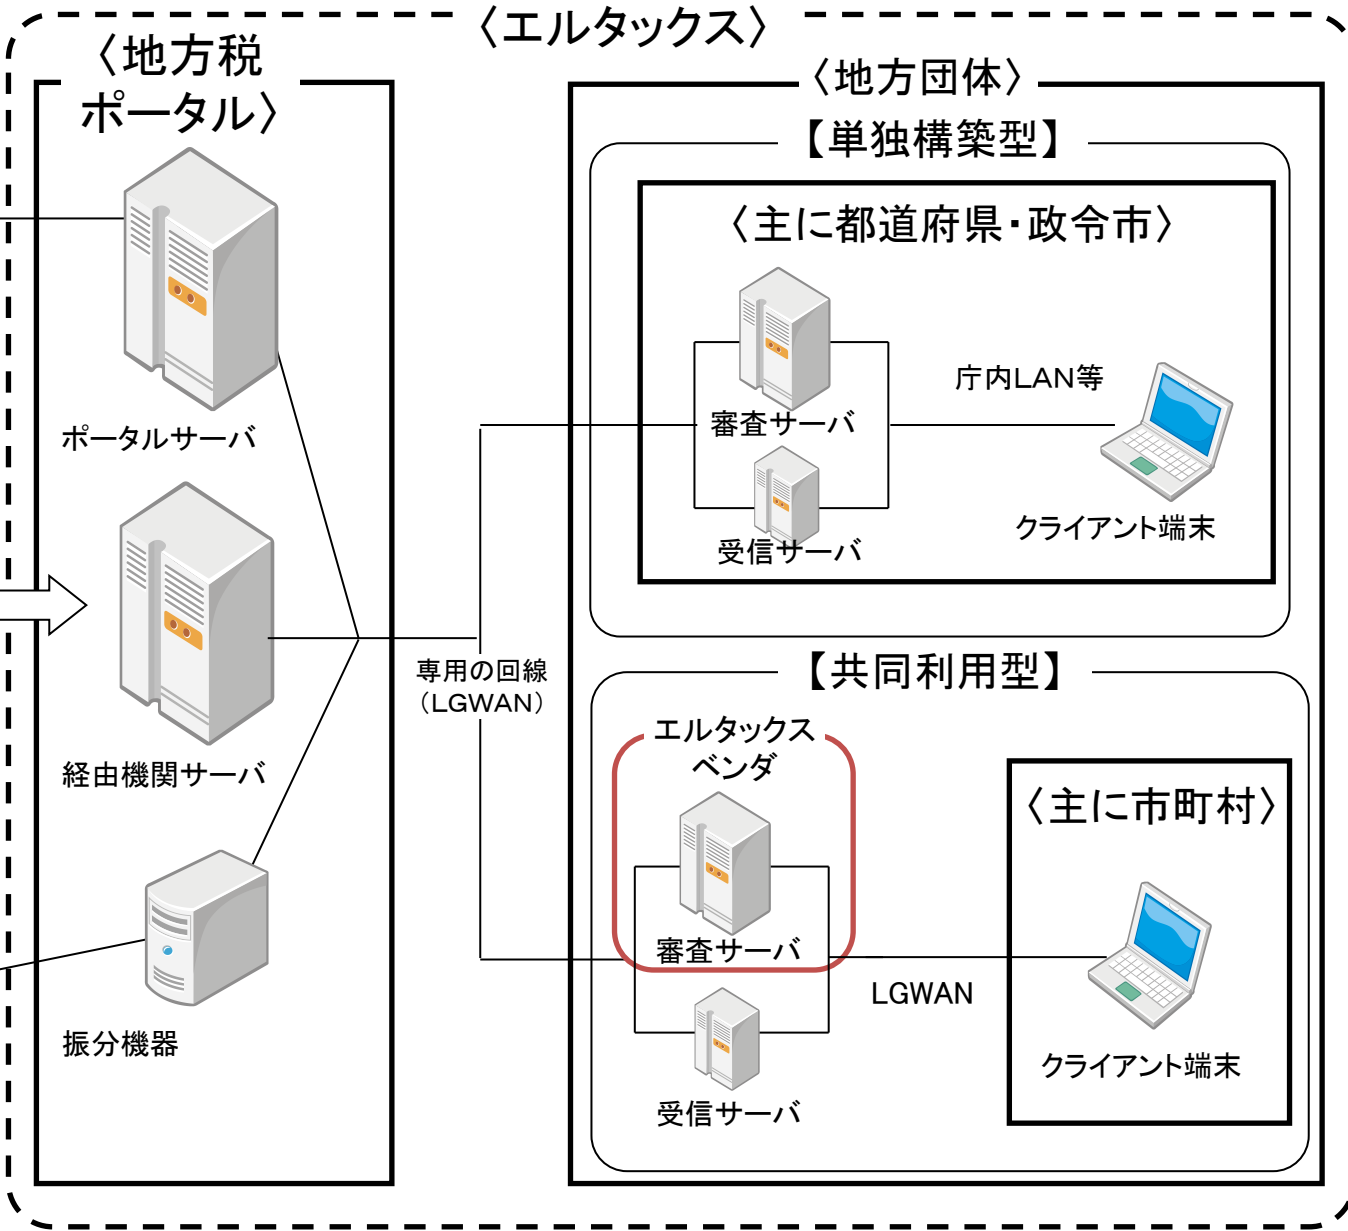 〈エルタックス〉
〈地方税
ポータル〉
ポータルサーバ
経由機関サーバ
振分機器
専用の回線
（LGWAN）
〈地方団体〉
【単独構築型】
〈主に都道府県・政令市〉
審査サーバ
受信サーバ
庁内LAN等
クライアント端末
【共同利用型】
エルタックス
ベンダ
審査サーバ
受信サーバ
LGWAN
〈主に市町村〉
クライアント端末